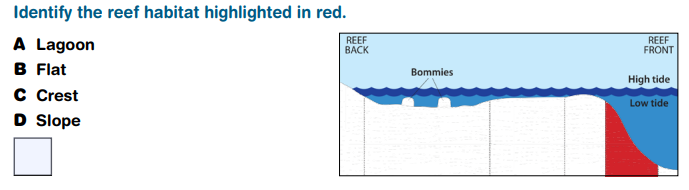 Identify the reef habitat highlighted in red.
A Lagoon
B Flat
C Crest
D Slope
REEF
BACK
REEF
FRONT
Bommies
High tide
Low tide